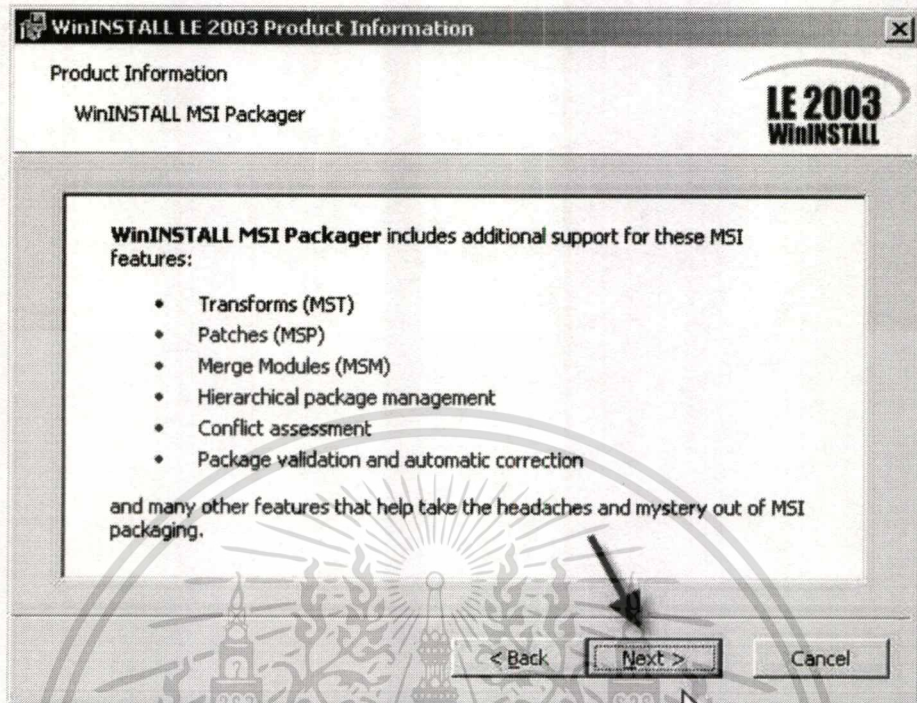 WinINSTALL LE 2003 Product Information
Product Information
WinINSTALL MSI Packager
LE 2003
WinINSTALL
WinINSTALL MSI Packager includes additional support for these MSI
features:
• Transforms (MST)
• Patches (MSP)
• Merge Modules (MSM)
• Hierarchical package management
• Conflict assessment
• Package validation and automatic correction
and many other features that help take the headaches and mystery out of MSI
packaging.
< Back
Next >
Cancel